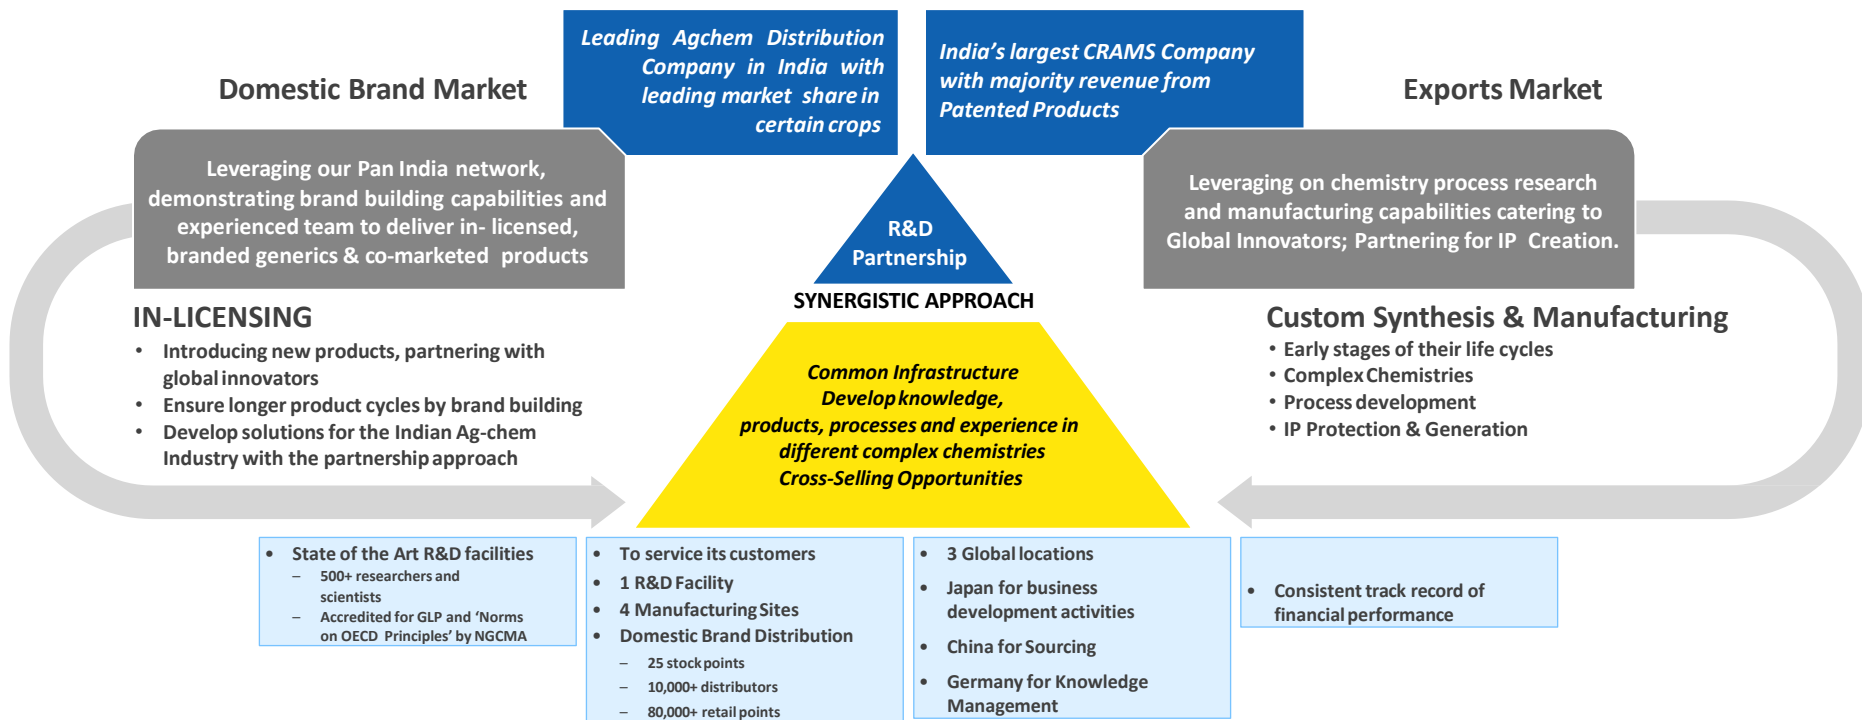 Domestic Brand Market
Leading Agchem Distribution
Company in India with
leading market share in
certain crops
India's largest CRAMS Company
with majority revenue from
Patented Products
Exports Market
Leveraging our Pan India network,
demonstrating brand building capabilities and
experienced team to deliver in- licensed,
branded generics & co-marketed products
R&D
Partnership
Leveraging on chemistry process research
and manufacturing capabilities catering to
Global Innovators; Partnering for IP Creation.
SYNERGISTIC APPROACH
IN-LICENSING
• Introducing new products, partnering with
global innovators
• Ensure longer product cycles by brand building
• Develop solutions for the Indian Ag-chem
Industry with the partnership approach
Common Infrastructure
Develop knowledge,
products, processes and experience in
different complex chemistries
Cross-Selling Opportunities
Custom Synthesis & Manufacturing
• Early stages of their life cycles
• Complex Chemistries
• Process development
• IP Protection & Generation
• State of the Art R&D facilities
– 500+ researchers and
scientists
– Accredited for GLP and ‘Norms
on OECD Principles’ by NGCMA
• To service its customers
• 1 R&D Facility
• 4 Manufacturing Sites
• Domestic Brand Distribution
– 25 stock points
– 10,000+ distributors
– 80,000+ retail points
• 3 Global locations
• Japan for business
development activities
• China for Sourcing
• Germany for Knowledge
Management
• Consistent track record of
financial performance